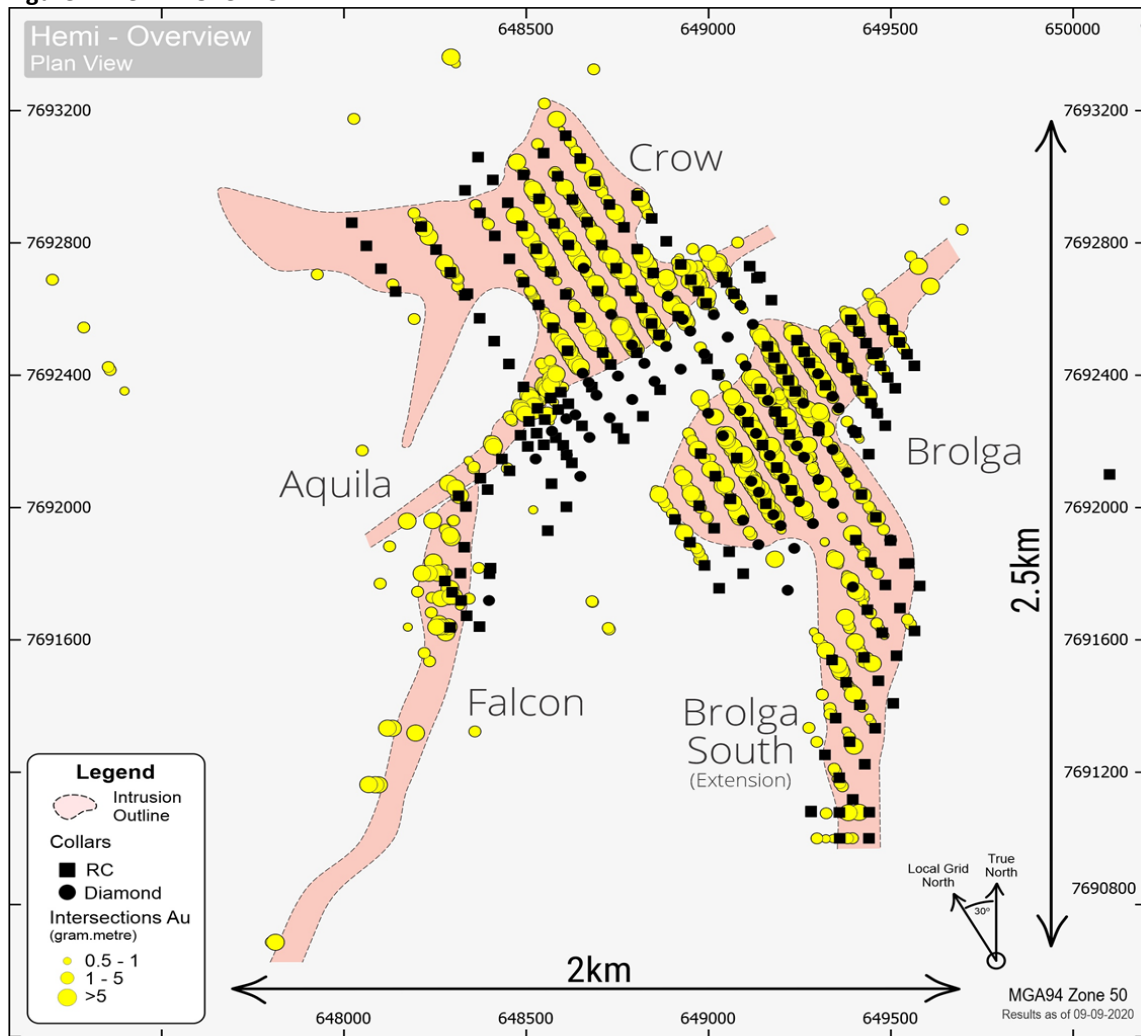 648500 649000 649500 650000
Hemi - Overview
Plan View
7693200 7693200
Crow
7692800 7692800
7692400 7692400
Brolga
Aquila
7692000 7692000
2.5km
7691600 7691600
Falcon
Brolga
South
(Extension)
Legend
Intrusion
Outline
Collars
RC
Diamond
Intersections Au
(gram.metre)
0.5 - 1
1 - 5
>5
7691200
True
North
Local Grid
North
30º
7690800
2km
MGA94 Zone 50
Results as of 09-09-2020
648000 648500 649000 649500